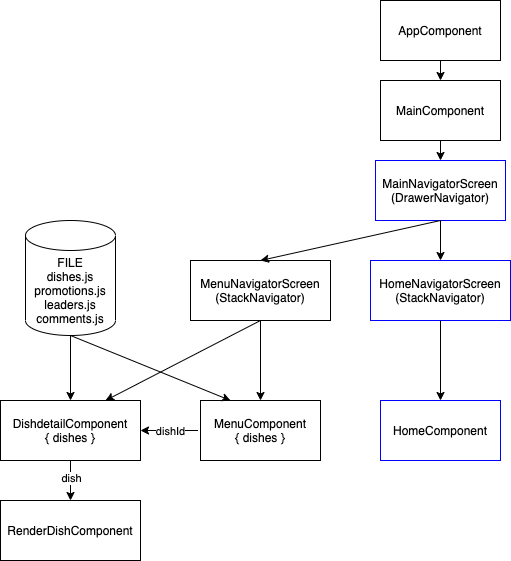 AppComponent
MainComponent
MainNavigatorScreen
(DrawerNavigator)
FILE
dishes.js
promotions.js
leaders.js
comments.js
MenuNavigatorScreen
(StackNavigator)
HomeNavigatorScreen
(StackNavigator)
DishdetailComponent
{ dishes }
dishId
MenuComponent
{ dishes }
HomeComponent
dish
RenderDishComponent